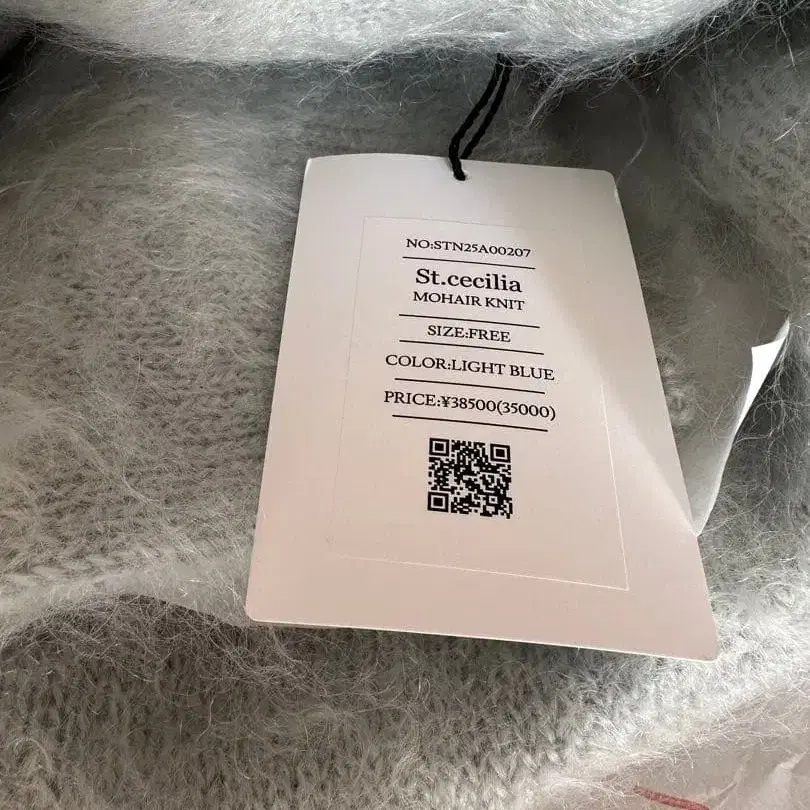 NO:STN25A00207
St.cecilia
MOHAIR KNIT
SIZE:FREE
COLOR:LIGHT BLUE
PRICE:¥38500(35000)